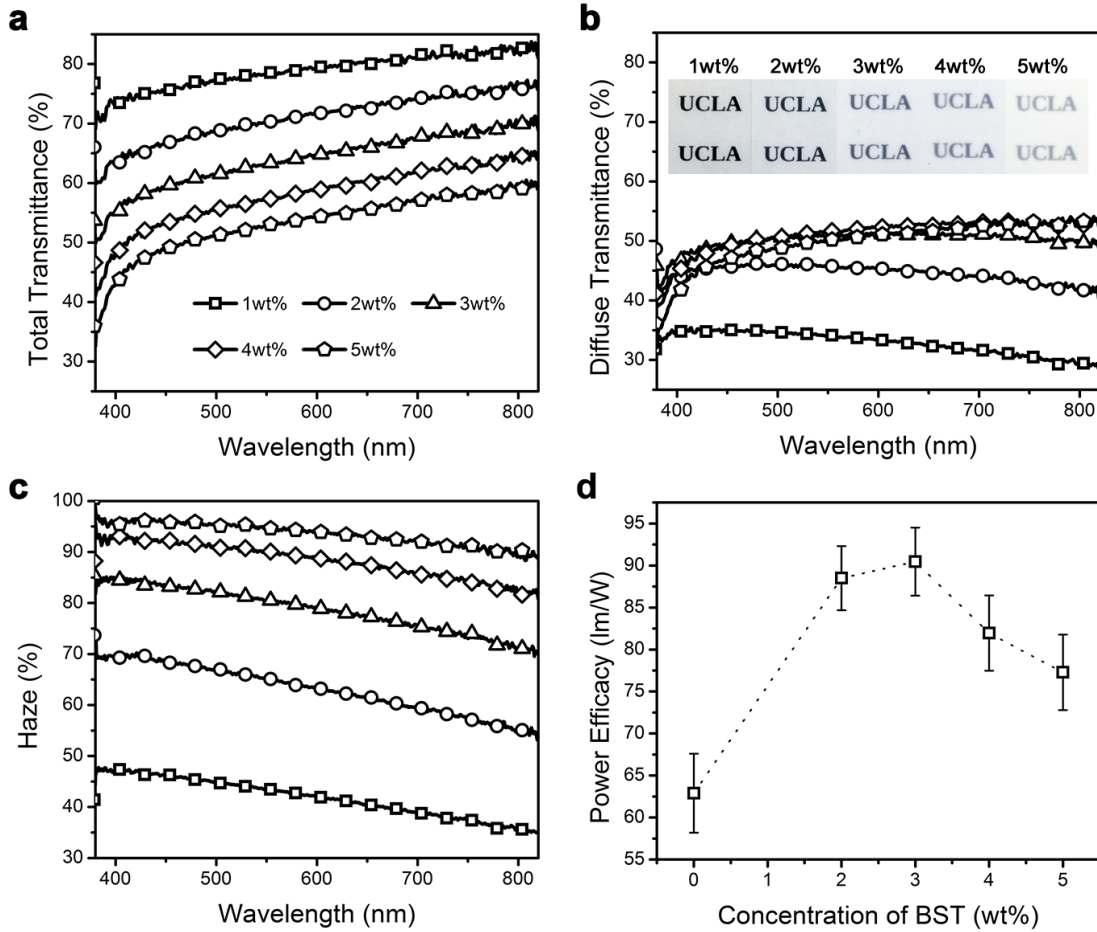 a
80
70
60
50
40
30
Total Transmittance (%)
1wt% 2wt% 3wt%
4wt% 5wt%
400 500 600 700 800
Wavelength (nm)
b
80
70
60
50
40
30
Diffuse Transmittance (%)
1wt% 2wt% 3wt% 4wt% 5wt%
UCLA UCLA UCLA UCLA UCLA
UCLA UCLA UCLA UCLA UCLA
400 500 600 700 800
Wavelength (nm)
c
100
90
80
70
60
50
40
30
Haze (%)
400 500 600 700 800
Wavelength (nm)
d
95
90
85
80
75
70
65
60
55
Power Efficacy (lm/W)
0 1 2 3 4 5
Concentration of BST (wt%)